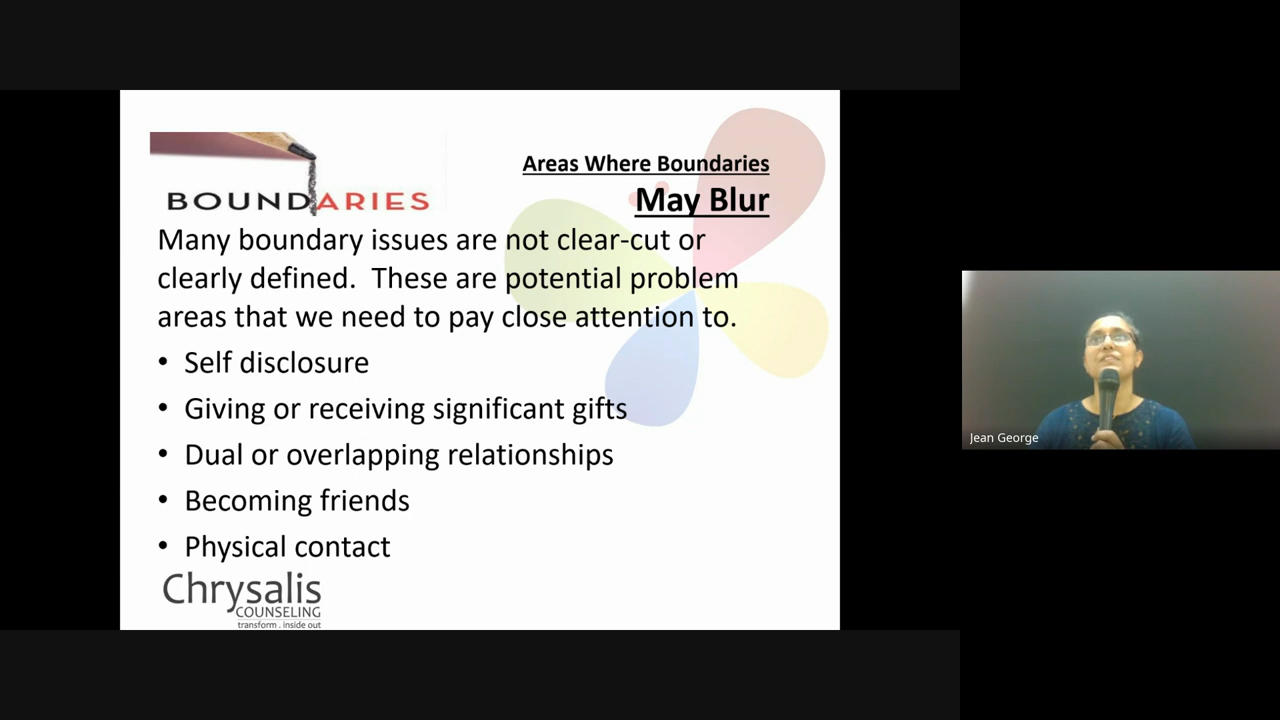 BOUNDARIES
Areas Where Boundaries
May Blur
Many boundary issues are not clear-cut or
clearly defined.  These are potential problem
areas that we need to pay close attention to.
• Self disclosure
• Giving or receiving significant gifts
• Dual or overlapping relationships
• Becoming friends
• Physical contact
Chrysalis
COUNSELING
transform . inside out
Jean George